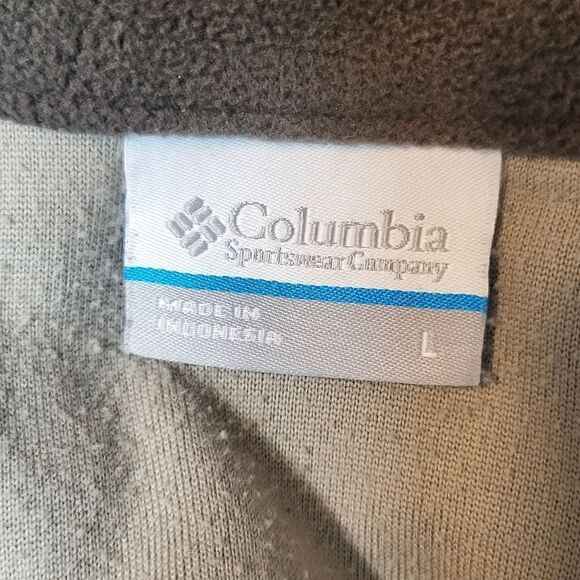 Columbia
Sportswear Company
MADE IN
INDONESIA
L